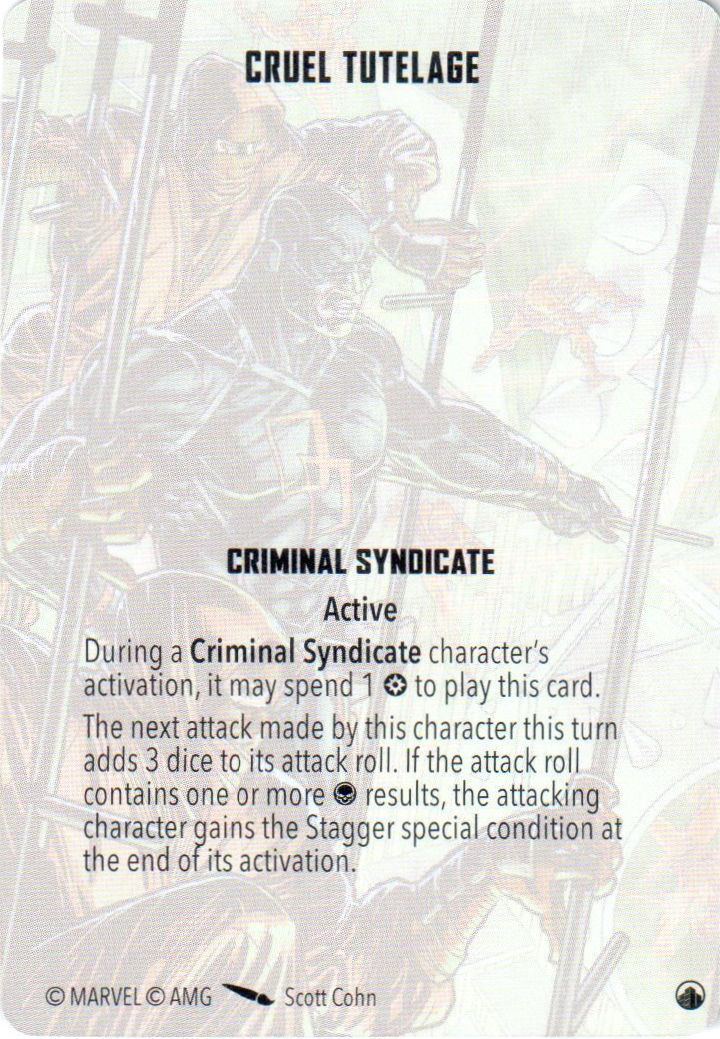 CRUEL TUTELAGE
CRIMINAL SYNDICATE
Active
During a Criminal Syndicate character's
activation, it may spend 1 to play this card.
The next attack made by this character this turn
adds 3 dice to its attack roll. If the attack roll
contains one or more results, the attacking
character gains the Stagger special condition at
the end of its activation.
© MARVEL © AMG Scott Cohn